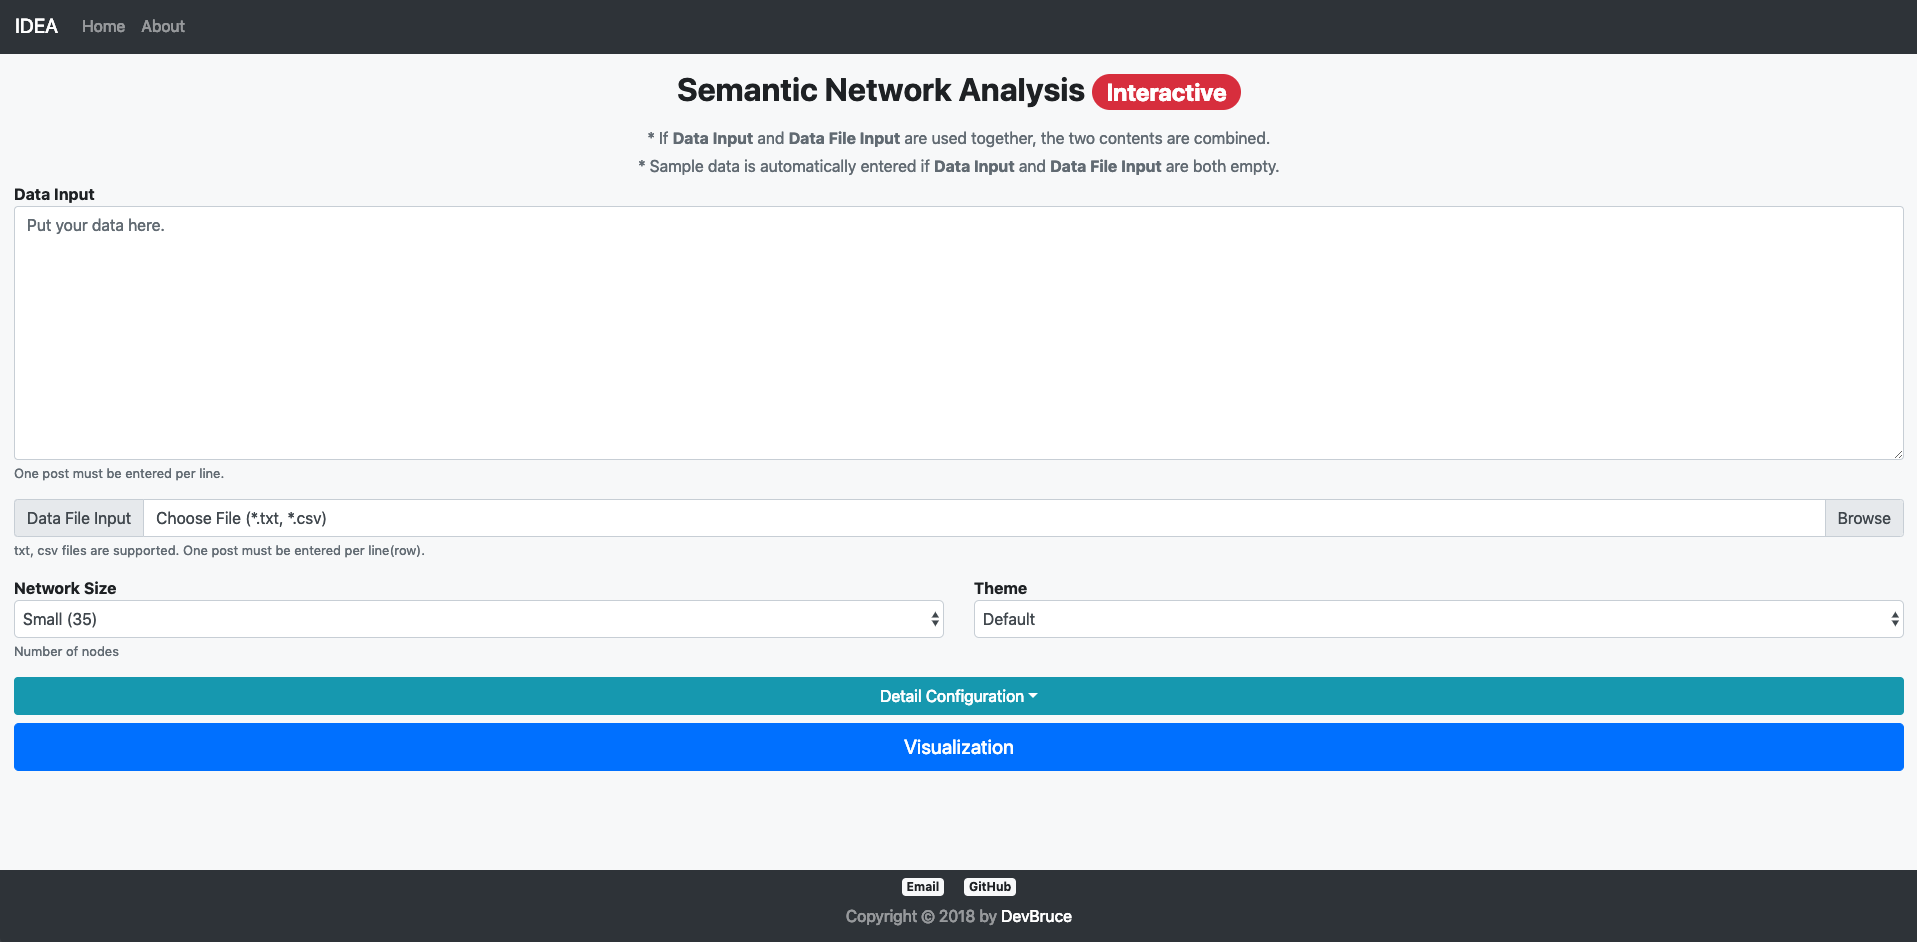 IDEA Home About
Semantic Network Analysis Interactive
* If Data Input and Data File Input are used together, the two contents are combined.
* Sample data is automatically entered if Data Input and Data File Input are both empty.
Data Input
Put your data here.
One post must be entered per line.
Data File Input Choose File (*.txt, *.csv) Browse
txt, csv files are supported. One post must be entered per line(row).
Network Size Theme
Small (35) Default
Number of nodes
Detail Configuration
Visualization
Email GitHub
Copyright © 2018 by DevBruce